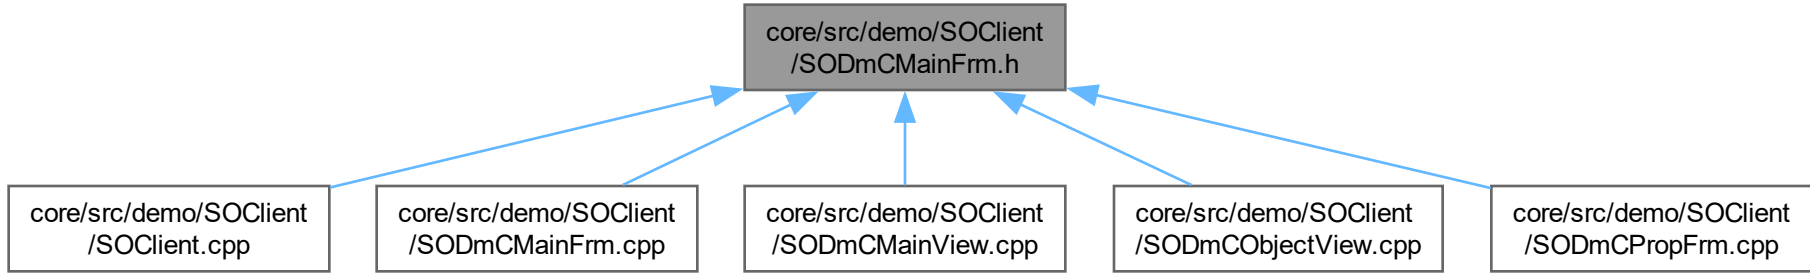 core/src/demo/SOClient
/SODmCMainFrm.h
core/src/demo/SOClient
/SOClient.cpp
core/src/demo/SOClient
/SODmCMainFrm.cpp
core/src/demo/SOClient
/SODmCMainView.cpp
core/src/demo/SOClient
/SODmCObjectView.cpp
core/src/demo/SOClient
/SODmCPropFrm.cpp